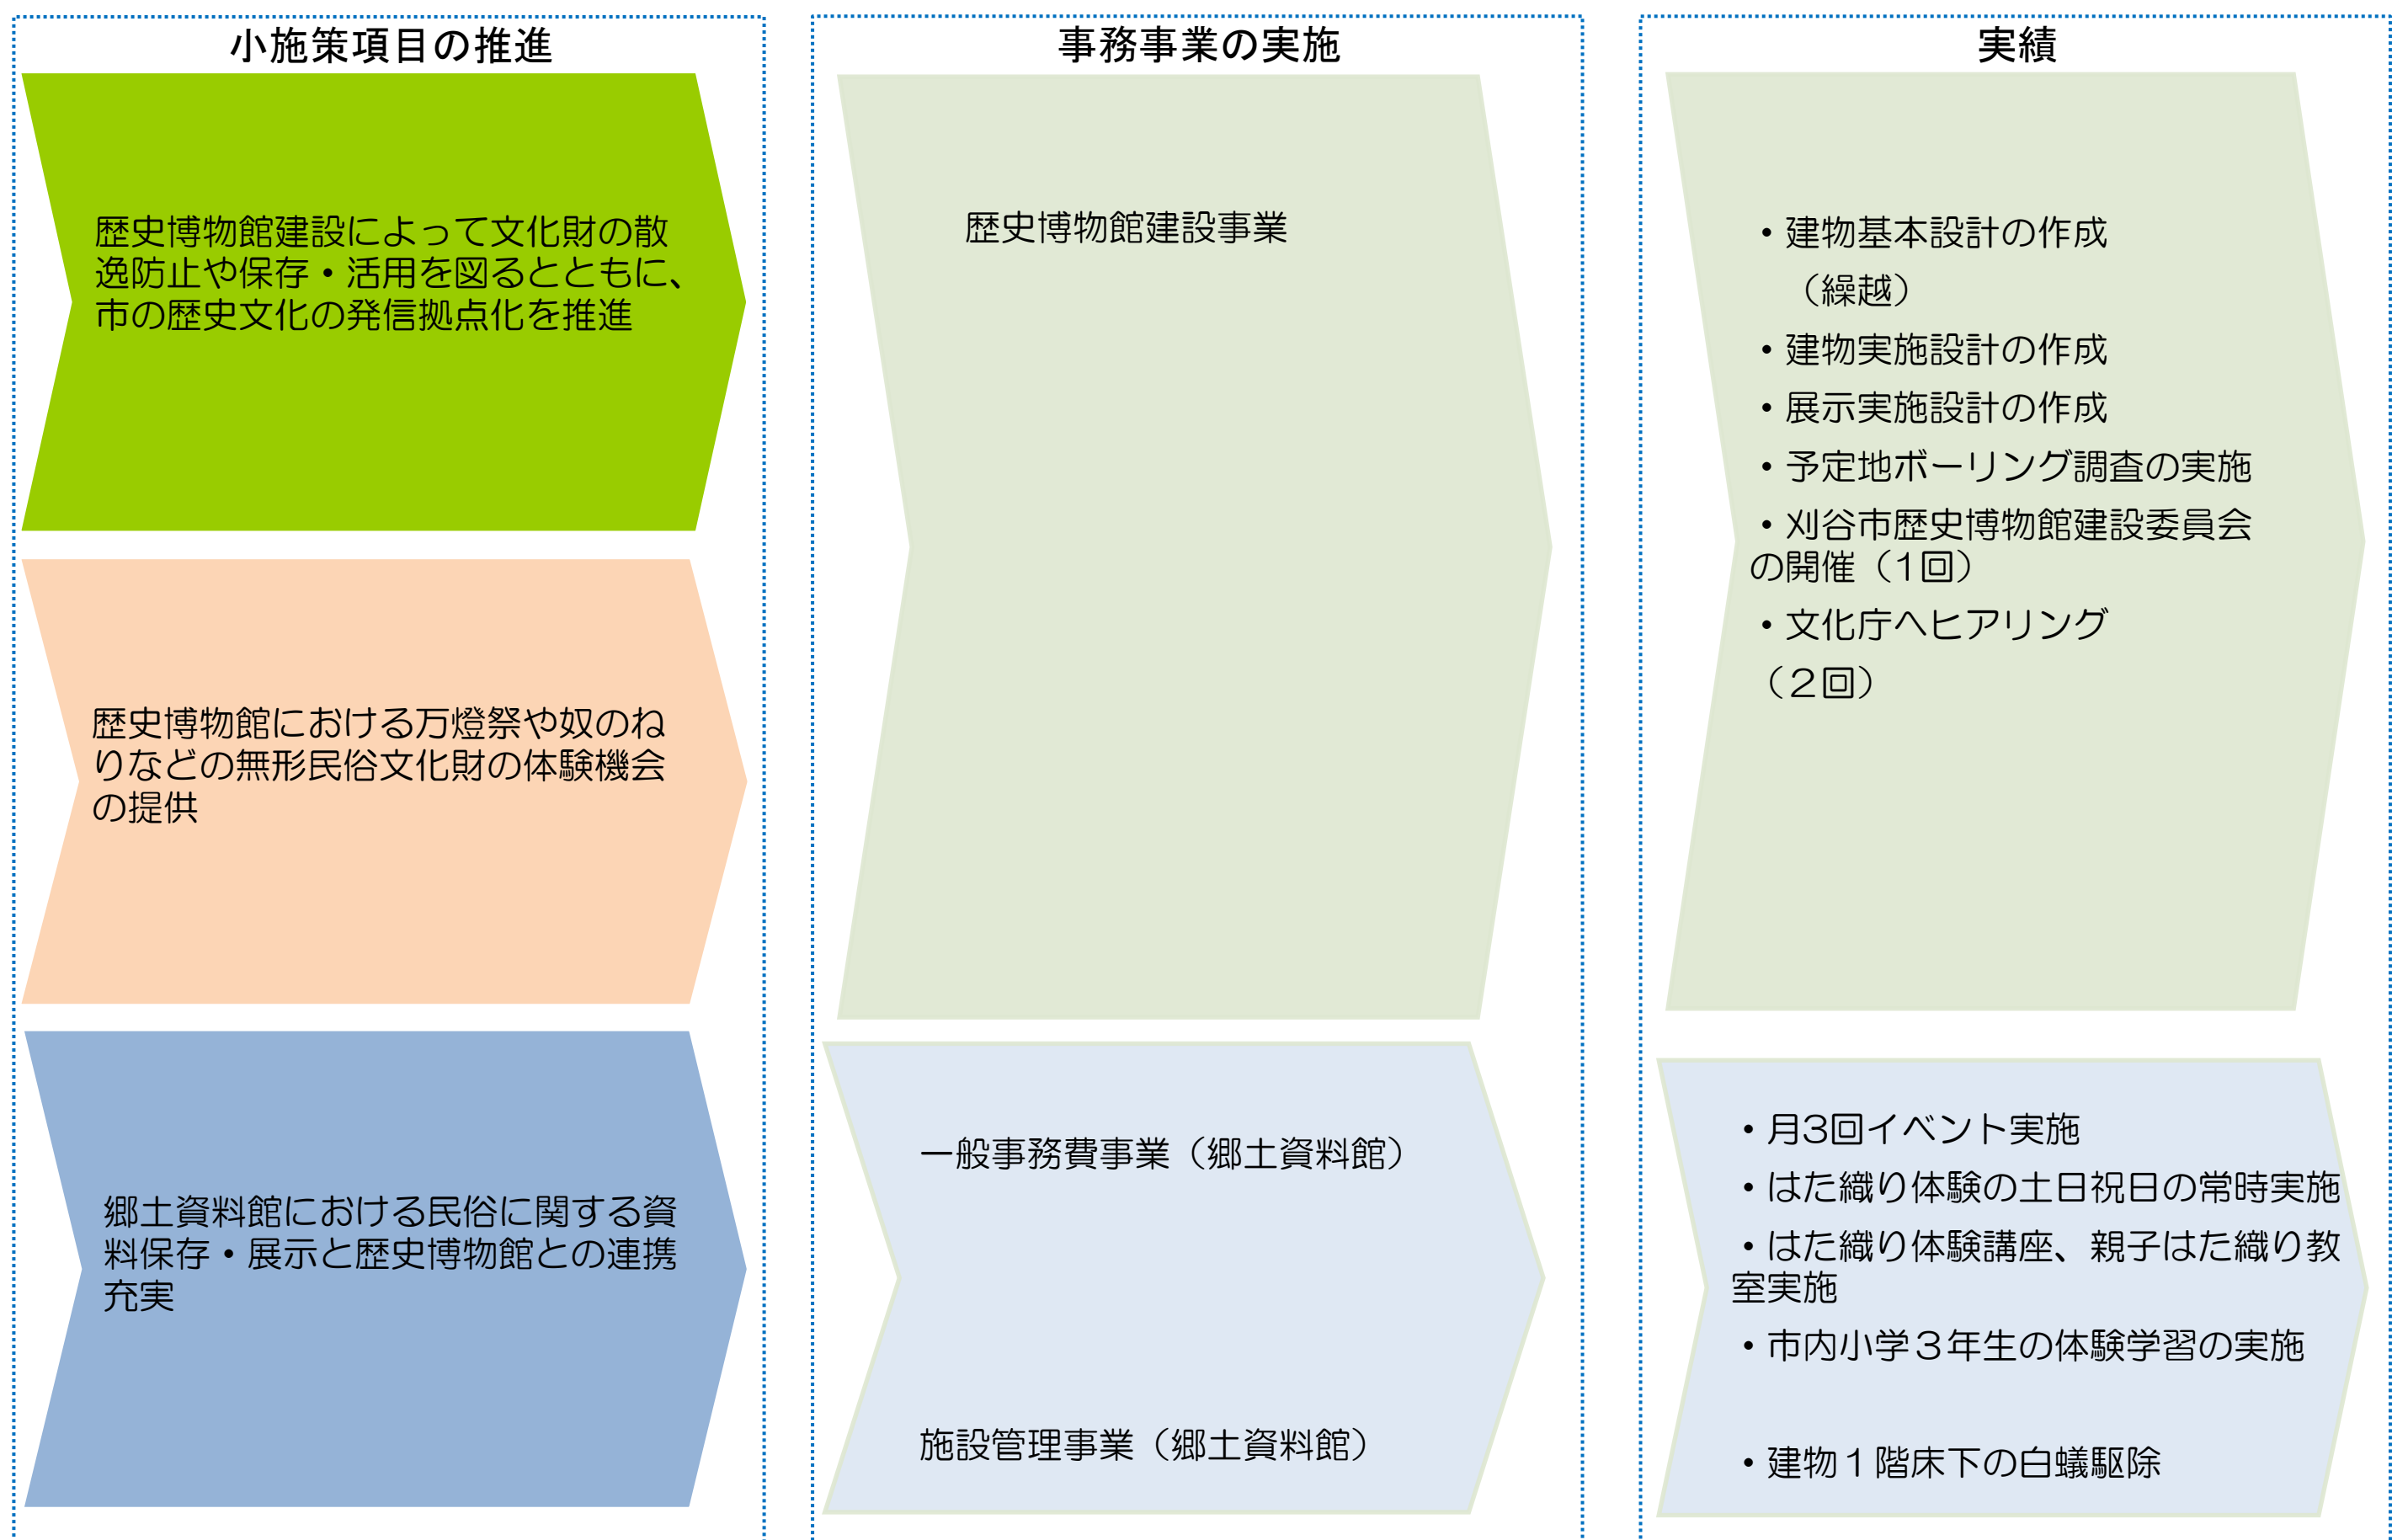 小施策項目の推進
歴史博物館建設によって文化財の散
逸防止や保存・活用を図るとともに、
市の歴史文化の発信拠点化を推進
歴史博物館における万燈祭や奴のね
りなどの無形民俗文化財の体験機会
の提供
郷土資料館における民俗に関する資
料保存・展示と歴史博物館との連携
充実
事務事業の実施
歴史博物館建設事業
一般事務費事業（郷土資料館）
施設管理事業（郷土資料館）
実績
・建物基本設計の作成
（繰越）
・建物実施設計の作成
・展示実施設計の作成
・予定地ボーリング調査の実施
・刈谷市歴史博物館建設委員会
の開催（1回）
・文化庁へヒアリング
（２回）
・月3回イベント実施
・はた織り体験の土日祝日の常時実施
・はた織り体験講座、親子はた織り教
室実施
・市内小学３年生の体験学習の実施
・建物１階床下の白蟻駆除